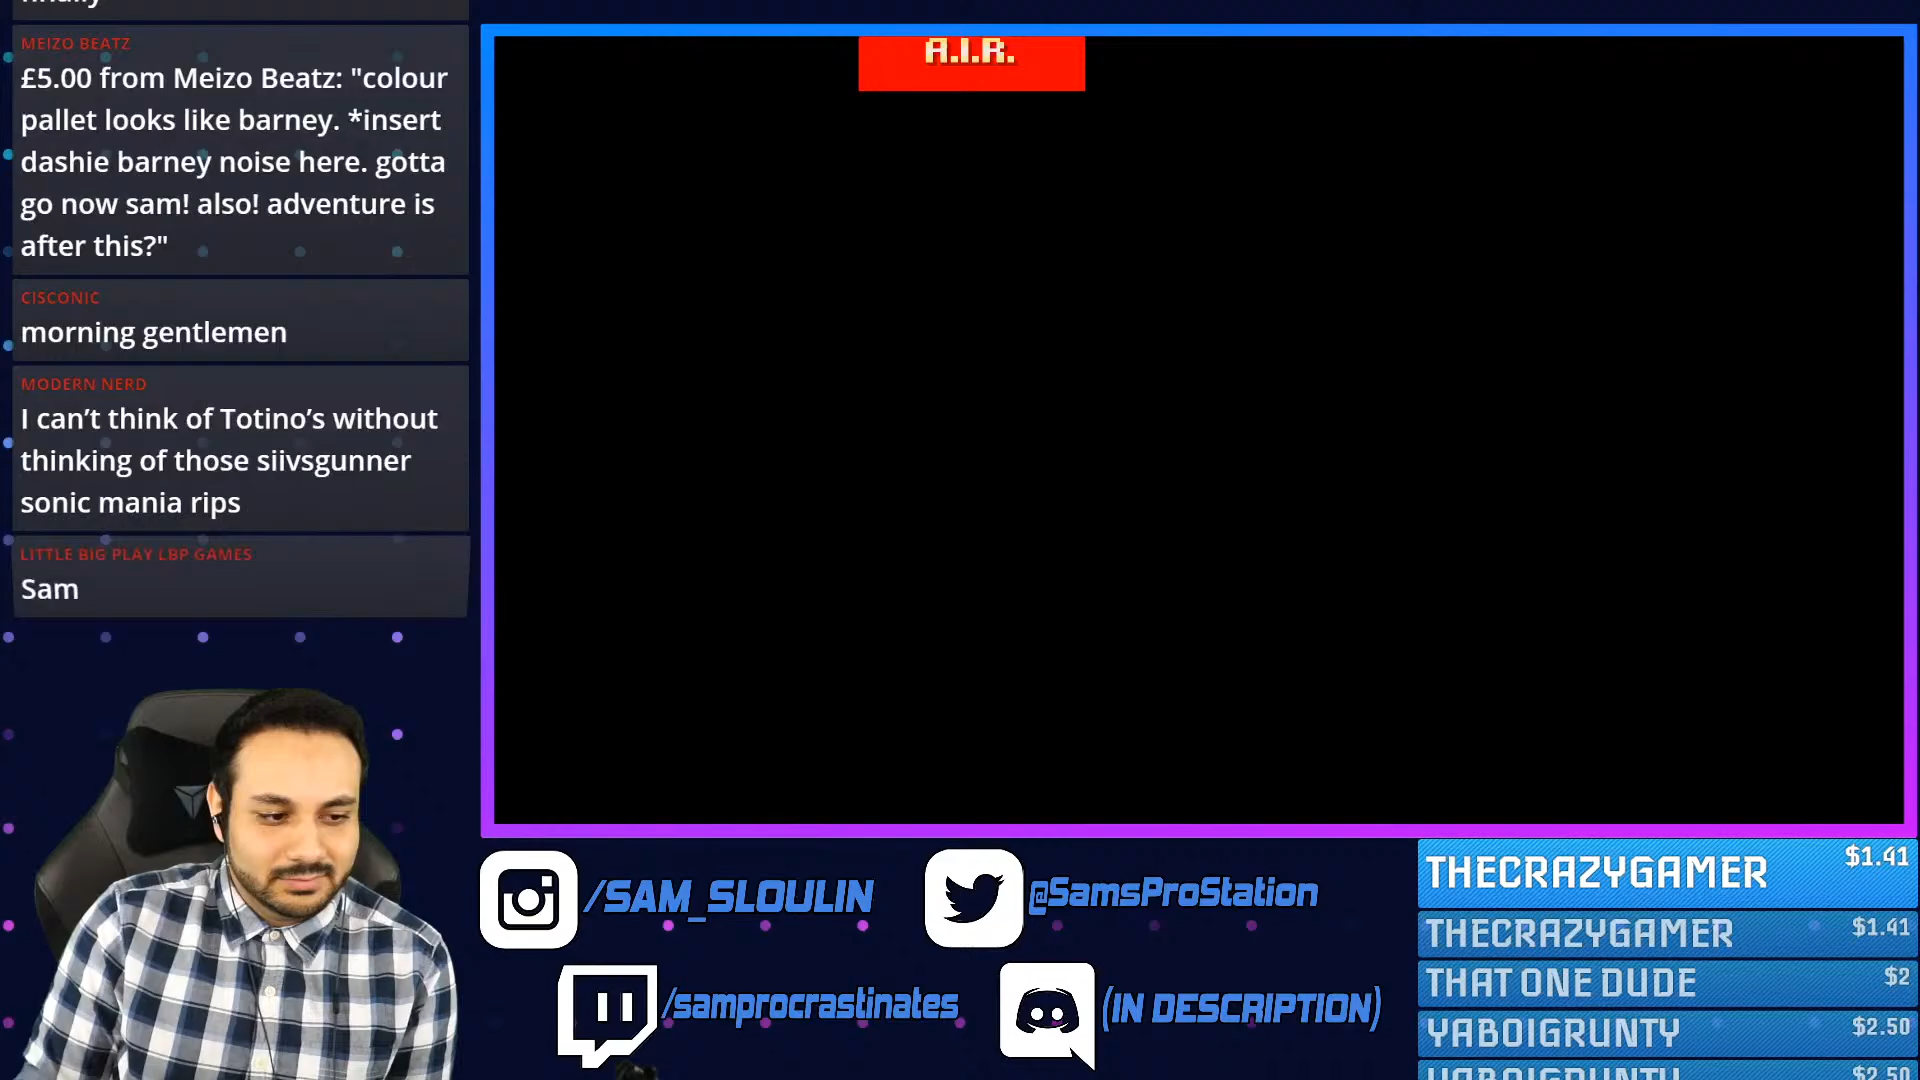 finally
MEIZO BEATZ
£5.00 from Meizo Beatz: "colour
pallet looks like barney. *insert
dashie barney noise here. gotta
go now sam! also! adventure is
after this?"
CISCONIC
morning gentlemen
MODERN NERD
I can’t think of Totino’s without
thinking of those siivsgunner
sonic mania rips
LITTLE BIG PLAY LBP GAMES
Sam
A.I.R.
/SAM_SLOULIN
@SamsProStation
/samprocrastinates
(IN DESCRIPTION)
THECRAZYGAMER $1.41
THECRAZYGAMER $1.41
THAT ONE DUDE $2
YABOIGRUNTY $2.50
YABOIGRUNTY $2.50